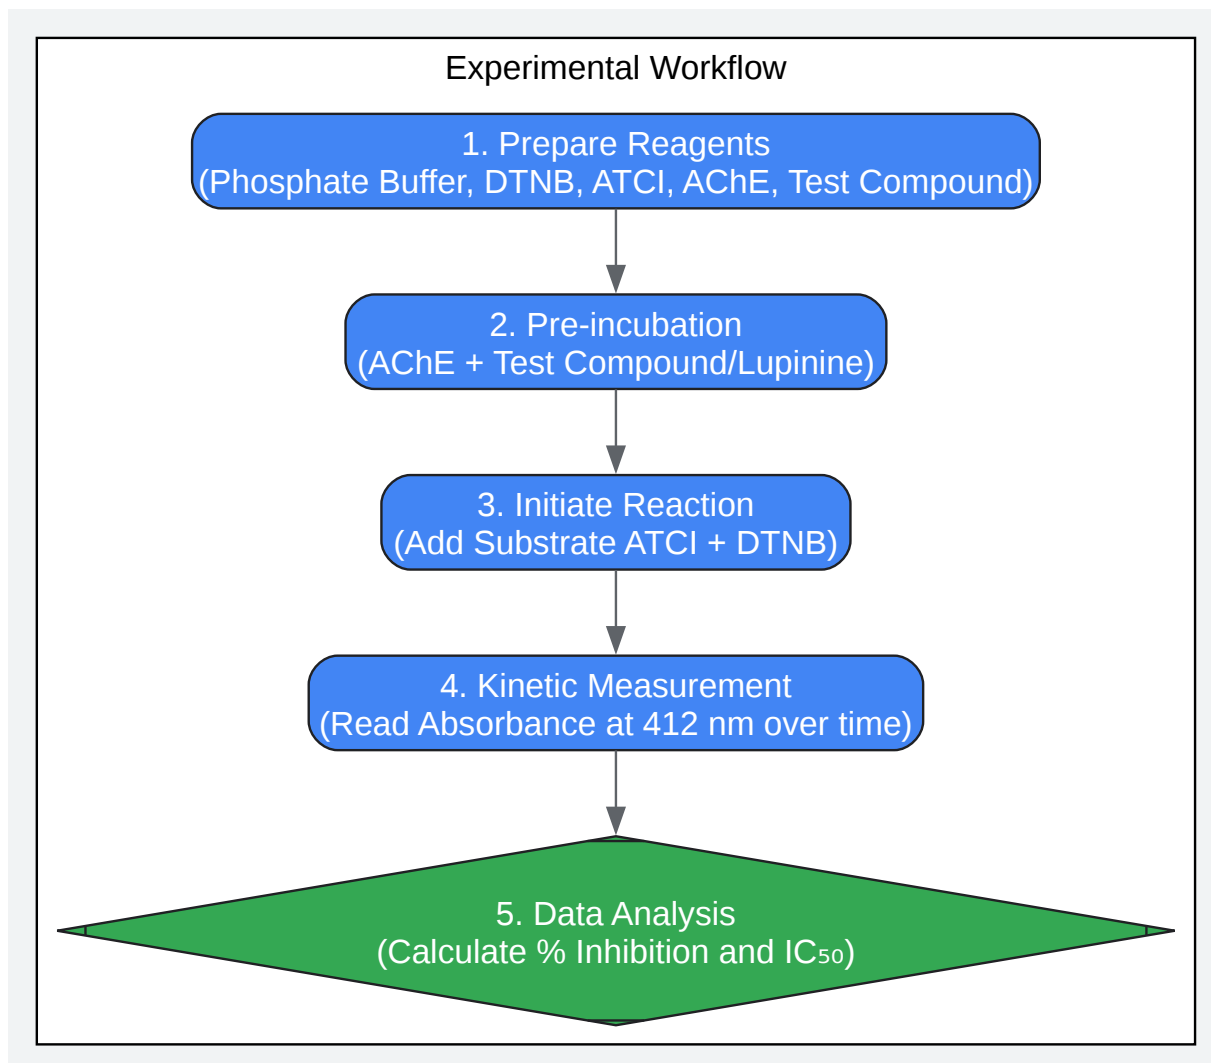 Experimental Workflow
1. Prepare Reagents
(Phosphate Buffer, DTNB, ATCI, AChE, Test Compound)
2. Pre-incubation
(AChE + Test Compound/Lupinine)
3. Initiate Reaction
(Add Substrate ATCI + DTNB)
4. Kinetic Measurement
(Read Absorbance at 412 nm over time)
5. Data Analysis
(Calculate % Inhibition and IC₅₀)